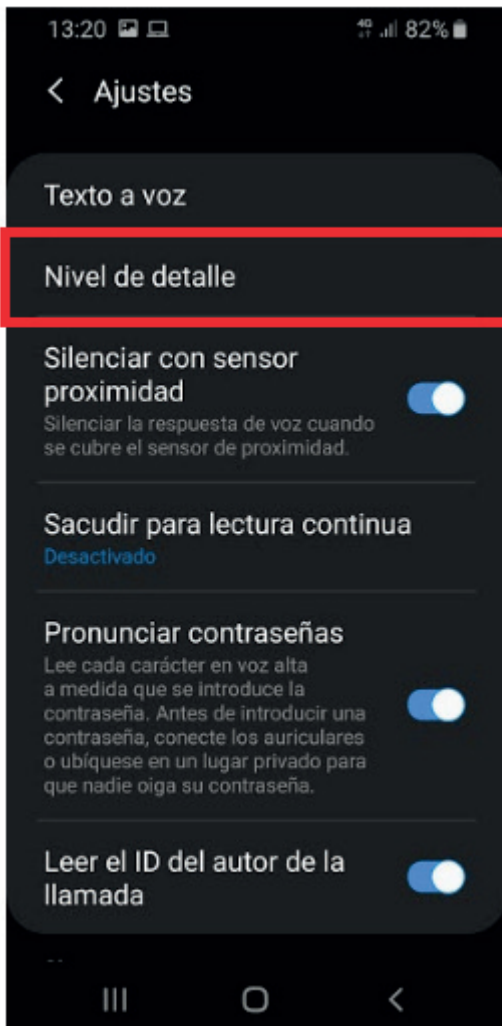 13:20 4G 82%
Ajustes
Texto a voz
Nivel de detalle
Silenciar con sensor
proximidad
Silenciar la respuesta de voz cuando
se cubre el sensor de proximidad.
Sacudir para lectura continua
Desactivado
Pronunciar contraseñas
Lee cada carácter en voz alta
a medida que se introduce la
contraseña. Antes de introducir una
contraseña, conecte los auriculares
o ubíquese en un lugar privado para
que nadie oiga su contraseña.
Leer el ID del autor de la
llamada